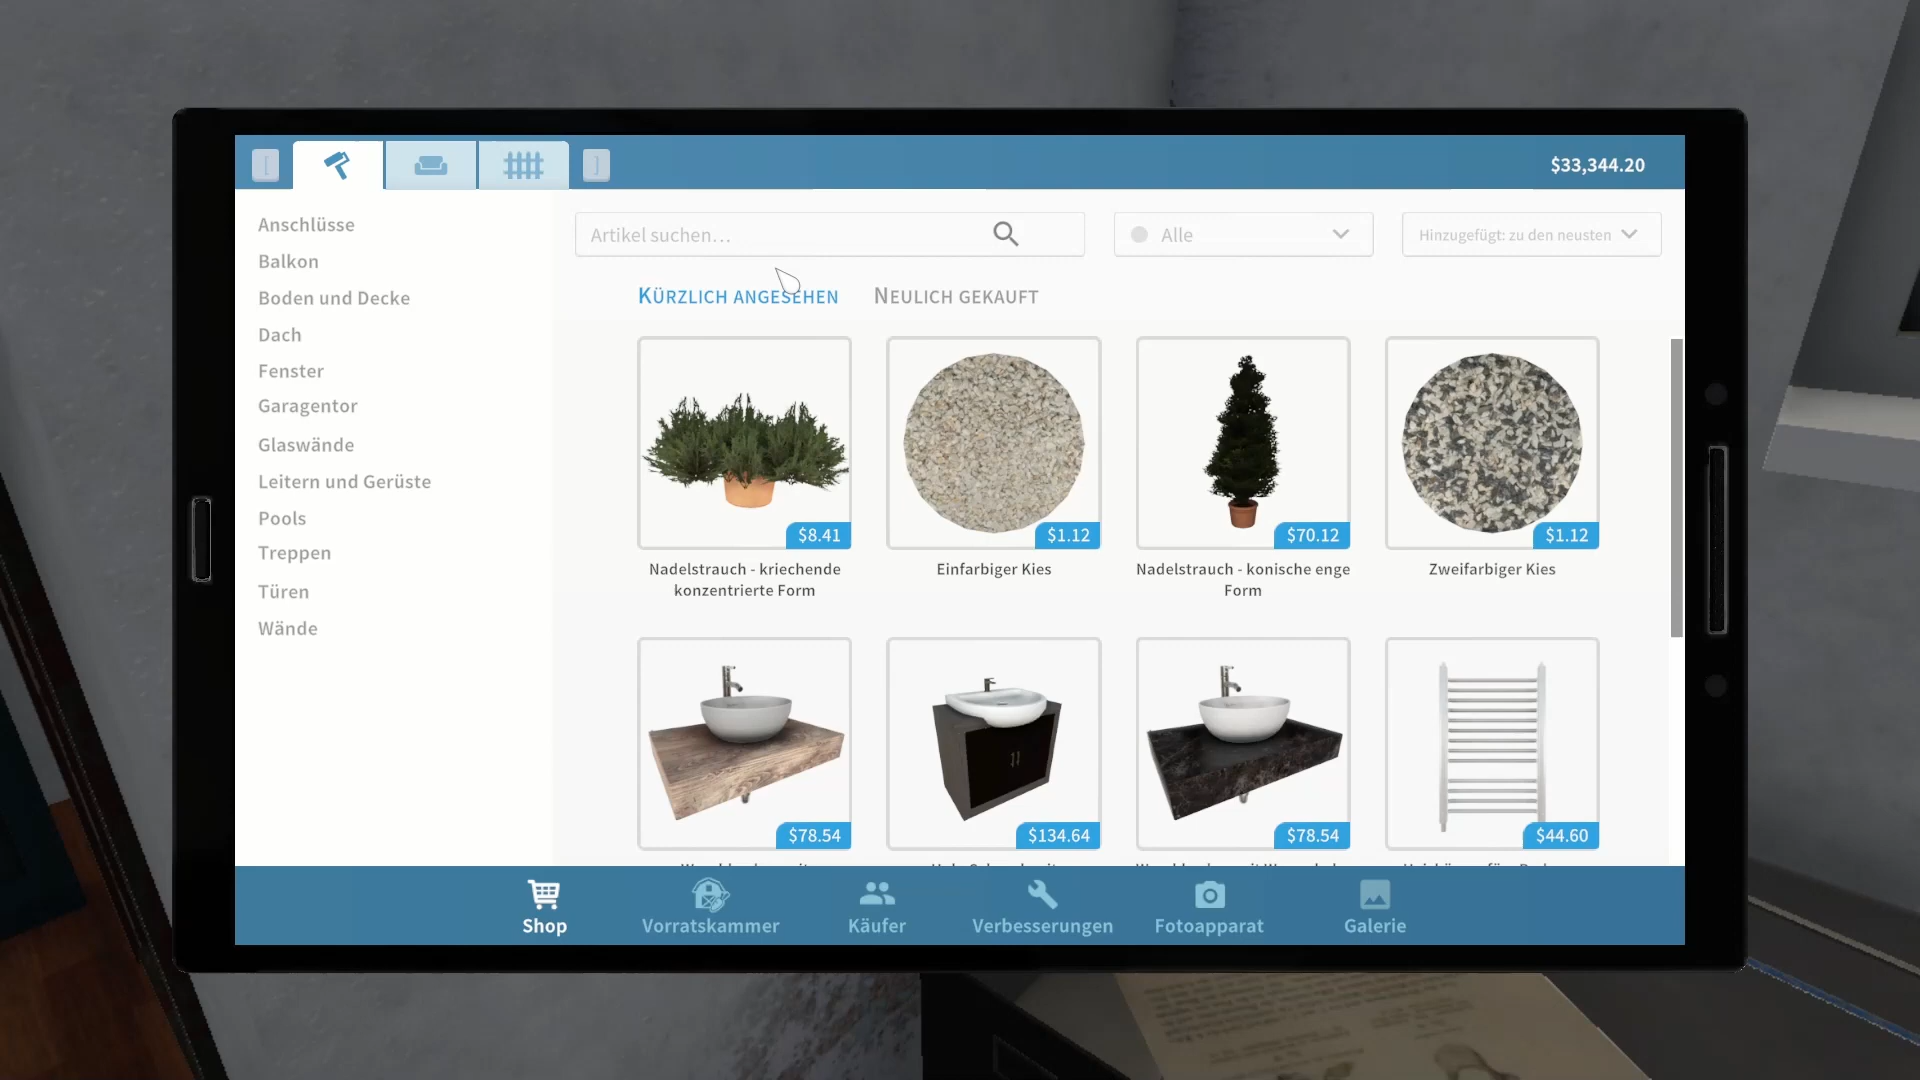 [
]
$33,344.20
Anschlüsse
Balkon
Boden und Decke
Dach
Fenster
Garagentor
Glaswände
Leitern und Gerüste
Pools
Treppen
Türen
Wände
Artikel suchen...
Alle
Hinzugefügt: zu den neusten
KÜRZLICH ANGESEHEN
NEULICH GEKAUFT
$8.41
$1.12
$70.12
$1.12
Nadelstrauch - kriechende
konzentrierte Form
Einfarbiger Kies
Nadelstrauch - konische enge
Form
Zweifarbiger Kies
$78.54
$134.64
$78.54
$44.60
Shop
Vorratskammer
Käufer
Verbesserungen
Fotoapparat
Galerie